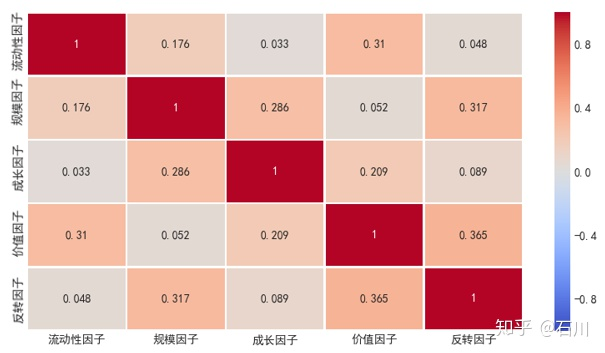 流动性因子 1 0.176 0.033 0.31 0.048
规模因子 0.176 1 0.286 0.052 0.317
成长因子 0.033 0.286 1 0.209 0.089
价值因子 0.31 0.052 0.209 1 0.365
反转因子 0.048 0.317 0.089 0.365 1
流动性因子 规模因子 成长因子 价值因子 反转因子
0.8
0.4
0.0
-0.4
-0.8
知乎 @石川